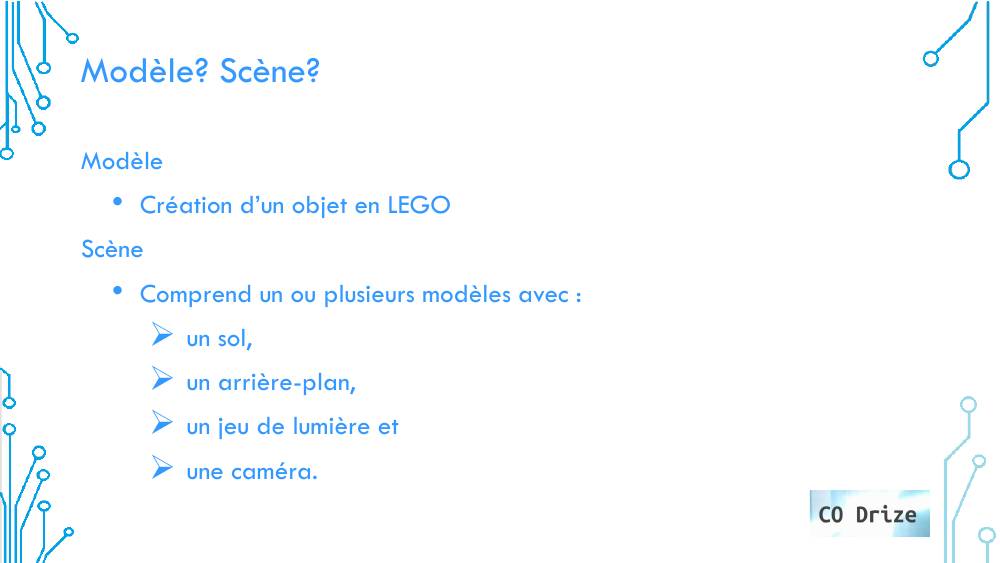 Modèle? Scène?
Modèle
• Création d’un objet en LEGO
Scène
• Comprend un ou plusieurs modèles avec :
➢ un sol,
➢ un arrière-plan,
➢ un jeu de lumière et
➢ une caméra.
CO Drize